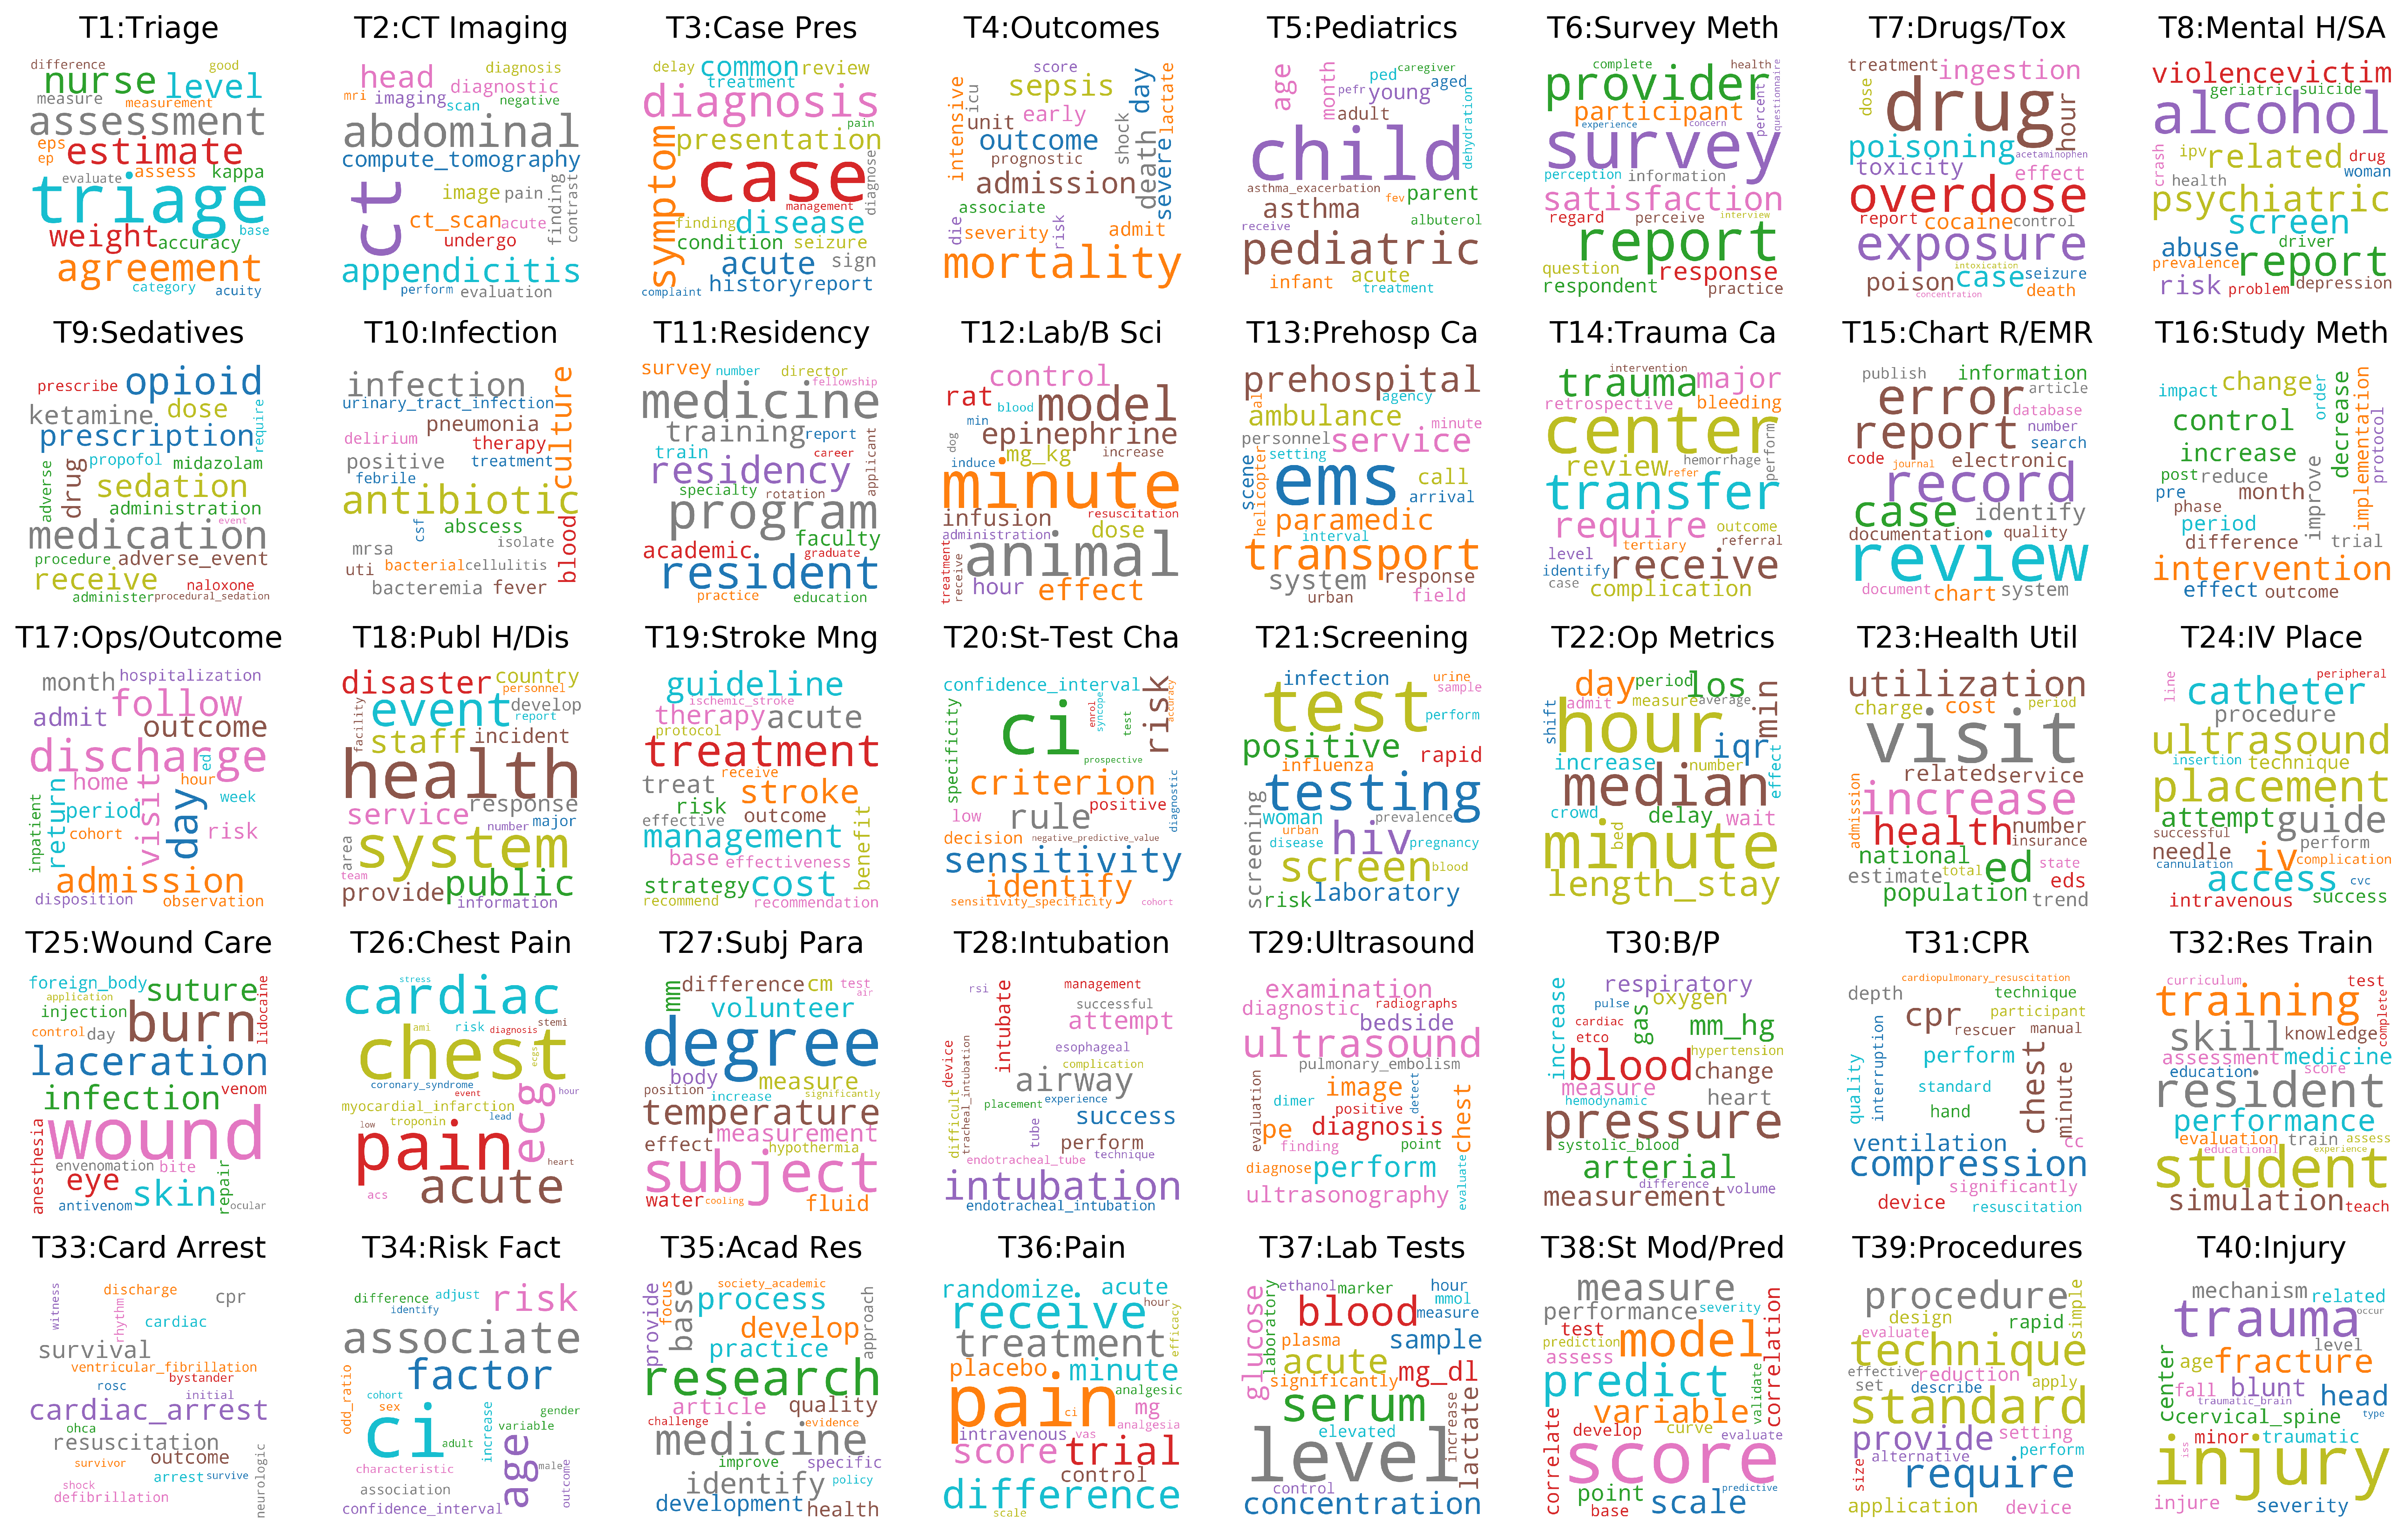 T1:Triage
difference
good
nurse level
measure measurement
assessment
eps
ep
estimate
evaluate assess kappa
triage
base
weight accuracy
agreement
category acuity
T2:CT Imaging
head diagnosis
diagnostic
mri imaging scan negative
abdominal
compute_tomography
ct
image pain
finding
contrast
ct_scan acute
undergo
appendicitis
perform evaluation
T3:Case Pres
delay common review
treatment
diagnosis
symptom
pain
presentation
case
diagnose
management
finding disease
condition seizure
acute sign
complaint history report
T4:Outcomes
score
intensive
icu
sepsis
day
lactate
unit early
outcome
shock
prognostic
death
severe
admission
associate
die
severity
risk
admit
mortality
T5:Pediatrics
age
month
ped caregiver
pefr young aged
adult
dehydration
child
asthma_exacerbation fev parent
asthma albuterol
receive
pediatric
infant acute
treatment
T6:Survey Meth
complete health
provider
participant
percent
questionnaire
experience concern
survey
perception information
satisfaction
regard perceive interview
report
question response
respondent practice
T7:Drugs/Tox
treatment ingestion
dose
drug
hour
poisoning acetaminophen
toxicity effect
overdose
report cocaine control
exposure
intoxication
poison case seizure
concentration death
T8:Mental H/SA
violence victim
geriatric suicide
alcohol
crash
ipv related drug
health woman
psychiatric
screen
abuse driver
prevalence report
risk problem depression
T9:Sedatives
prescribe opioid
ketamine dose
require
prescription
adverse
drug
propofol midazolam
sedation
administration
event
medication
procedure adverse_event
receive naloxone
administer procedural_sedation
T10:Infection
infection
culture
urinary_tract_infection
pneumonia
delirium therapy
positive treatment
febrile
antibiotic
csf
abscess
blood
isolate
mrsa
uti bacterial cellulitis
bacteremia fever
T11:Residency
survey number director
fellowship
medicine
training report
applicant
train career
residency
specialty rotation
program
faculty
academic graduate
resident
practice education
T12:Lab/B Sci
control
rat blood model
min
dog
epinephrine
mg_kg increase
induce
minute
infusion resuscitation
administration dose
animal
treatment
receive
hour effect
T13:Prehosp Ca
prehospital
agency
ambulance
minute
personnel service
setting
scene
helicopter
ems
call
arrival
paramedic
interval
transport
system response
urban field
T14:Trauma Ca
intervention
trauma major
retrospective bleeding
center
perform
hemorrhage
review refer
transfer
require outcome
tertiary referral
level
identify receive
case complication
T15:Chart R/EMR
publish information
error article
database
report number
search
code journal electronic
record
case identify
documentation quality
review
document chart system
T16:Study Meth
impact change
order
decrease
implementation
protocol
control
increase
post reduce
improve
pre month
phase
period
difference trial
intervention
effect outcome
T17:Ops/Outcome
month hospitalization
follow
admit outcome
discharge
ed
home visit hour
inpatient
return
period day week
cohort risk
admission
disposition observation
T18:Publ H/Dis
disaster country
personnel
event develop
report
facility
staff incident
health
service response
number major
area
system
team
provide public
information
T19:Stroke Mng
guideline
ischemic_stroke
therapy acute
protocol
treatment
treat receive
risk stroke
effective outcome
management
benefit
base effectiveness
strategy cost
recommend recommendation
T20:St-Test Cha
confidence_interval
risk
accuracy
specificity
ci
enrol
syncope
test
prospective
criterion
diagnostic
rule positive
low
decision negative_predictive_value
sensitivity
identify
sensitivity_specificity cohort
T21:Screening
infection urine
sample
test
perform
positive rapid
influenza
testing
screening
woman prevalence
urban hiv
disease pregnancy
screen blood
risk laboratory
T22:Op Metrics
day period los
admit measure average
min
shift
hour
iqr
increase number
effect
median
crowd delay wait
bed
minute
length_stay
T23:Health Util
utilization
charge cost period
visit
related service
admission
increase
health number
insurance
national
estimate total ed state
eds
population trend
T24:IV Place
line
peripheral
catheter
procedure
ultrasound
insertion technique
placement
attempt guide
successful perform
needle iv
cannulation complication
access cvc
intravenous success
T25:Wound Care
foreign_body
application suture
injection
lidocaine
control day burn
laceration
infection venom
anesthesia
wound
envenomation bite
eye repair
skin
antivenom ocular
T26:Chest Pain
stress
cardiac
ami risk diagnosis stemi
chest
ecgs
coronary_syndrome
event
ecg
hour
myocardial_infarction
troponin lead
low
pain
heart
acute
acs
T27:Subj Para
mm
difference cm test
air
volunteer
degree
body measure
position increase significantly
temperature
effect measurement
hypothermia
subject
water cooling fluid
T28:Intubation
rsi
intubate
management
successful
attempt
device
tracheal_intubation
esophageal
complication
airway
difficult
placement experience
success
tube
perform
technique
endotracheal_tube
intubation
endotracheal_intubation
T29:Ultrasound
examination
diagnostic radiographs
bedside
ultrasound
pulmonary_embolism
evaluation
image
detect
chest
dimer
positive
pe diagnosis
finding point
diagnose perform
evaluate
ultrasonography
T30:B/P
increase
respiratory
pulse oxygen
cardiac
gas
mm_hg
etco
blood hypertension
change
measure
hemodynamic heart
pressure
systolic_blood
arterial
difference volume
measurement
T31:CPR
cardiopulmonary_resuscitation
depth technique
participant
cpr
rescuer manual
quality
interruption
perform
chest
minute
standard
hand
ventilation cc
compression
significantly
device
resuscitation
T32:Res Train
curriculum test
training
complete
skill knowledge
assessment medicine
education score
resident
performance
evaluation train assess
educational experience
student
simulation teach
T33:Card Arrest
witness
discharge
rhythm
cpr
cardiac
survival
ventricular_fibrillation
bystander
rosc
initial
cardiac_arrest
ohca
resuscitation
outcome
survivor
arrest survive
neurologic
shock
defibrillation
T34:Risk Fact
difference adjust risk
identify
associate
odd_ratio
factor
cohort
sex
ci
increase
gender
variable
adult
age
male
outcome
characteristic
association
confidence_interval
T35:Acad Res
provide
focus
base
society_academic
process
approach
develop
practice
research
article quality
challenge evidence
medicine
improve specific
identify policy
development health
T36:Pain
randomize acute
hour
receive
efficacy
treatment
placebo minute
pain
analgesic
ci mg
analgesia
intravenous vas
score trial
control
difference
scale
T37:Lab Tests
glucose
laboratory
ethanol marker hour
mmol
blood measure
plasma sample
acute
significantly mg_dl
serum
increase
lactate
elevated
level
control
concentration
T38:St Mod/Pred
measure
performance severity
correlation
test
prediction model
assess
predict
validate
variable
correlate
develop curve evaluate
score
point predictive
base scale
T39:Procedures
procedure
simple
design
evaluate rapid
technique
effective reduction apply
set describe
standard
provide setting
perform
alternative
size
require
application device
T40:Injury
mechanism related
occur
trauma
level
center
age fracture
fall blunt head
traumatic_brain
cervical_spine type
minor traumatic
iss
injury
injure severity